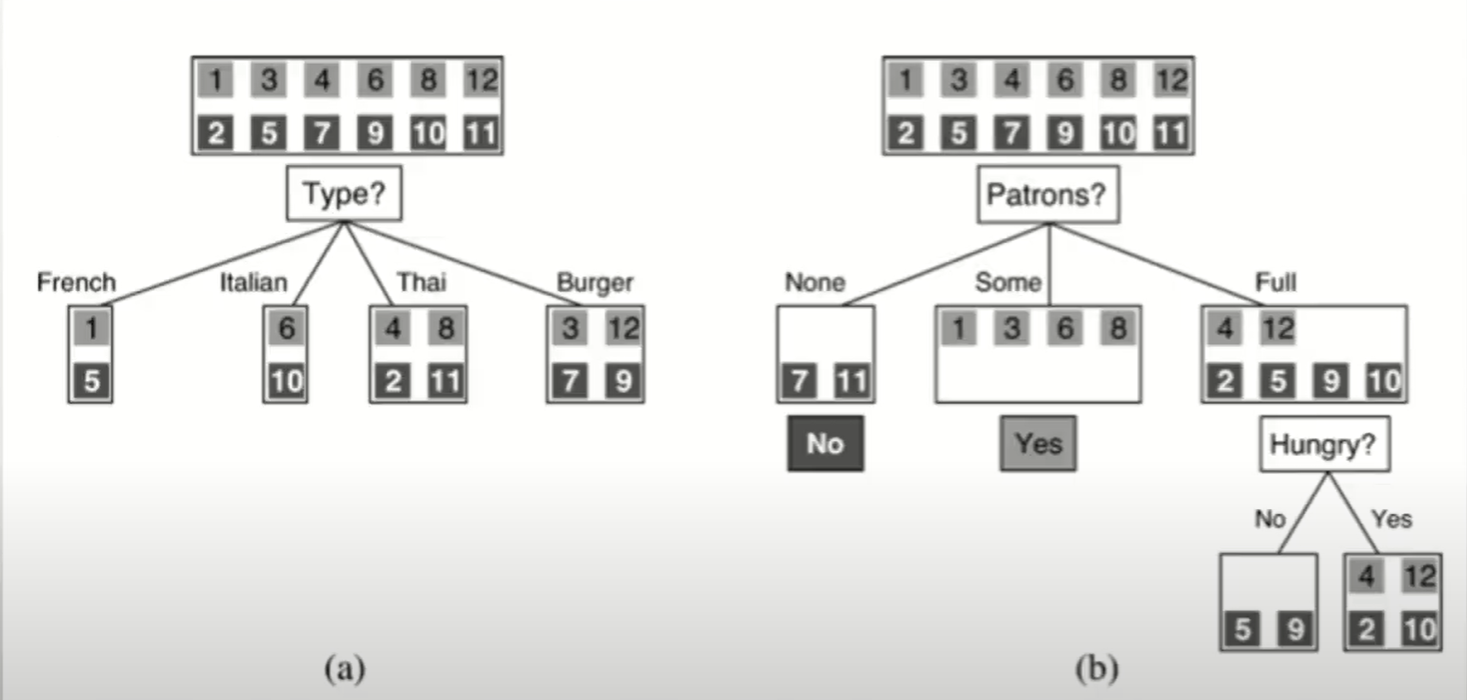 1 3 4 6 8 12
2 5 7 9 10 11
Type?
French Italian Thai Burger
1 6 4 8 3 12
5 10 2 11 7 9
(a)
1 3 4 6 8 12
2 5 7 9 10 11
Patrons?
None Some Full
1 3 6 8 4 12
7 11 2 5 9 10
No Yes Hungry?
No Yes
4 12
5 9 2 10
(b)